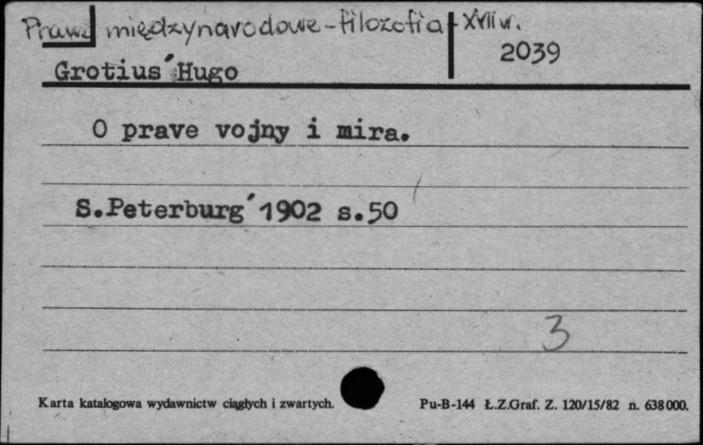 Prawo międzynarodowe - filozofia - XVII w.
2039
Grotius Hugo
O prave vojny i mira.
S.Peterburg 1902 s.50
3
Karta katalogowa wydawnictw ciągłych i zwartych.
Pu-B-144 Ł.Z.Graf. Z. 120/15/82 n. 638000.